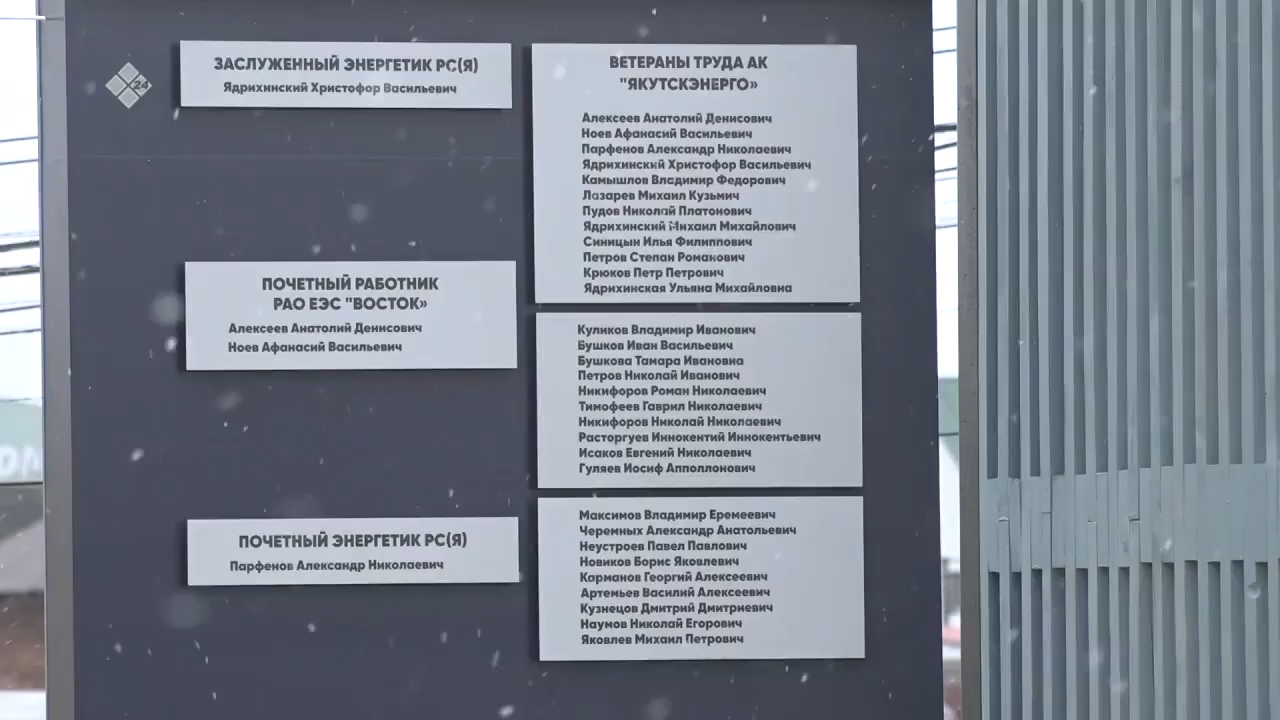 ЗАСЛУЖЕННЫЙ ЭНЕРГЕТИК РС(Я)
Ядрихинский Христофор Васильевич
ПОЧЕТНЫЙ РАБОТНИК
РАО ЕЭС "ВОСТОК»
Алексеев Анатолий Денисович
Ноев Афанасий Васильевич
ПОЧЕТНЫЙ ЭНЕРГЕТИК РС(Я)
Парфенов Александр Николаевич
ВЕТЕРАНЫ ТРУДА АК
"ЯКУТСКЭНЕРГО»
Алексеев Анатолий Денисович
Ноев Афанасий Васильевич
Парфенов Александр Николаевич
Ядрихинский Христофор Васильевич
Камышлов Владимир Федорович
Лазарев Михаил Кузьмич
Пудов Николай Платонович
Ядрихинский Михаил Михайлович
Синицын Илья Филиппович
Петров Степан Романович
Крюков Петр Петрович
Ядрихинская Ульяна Михайловна
Куликов Владимир Иванович
Бушков Иван Васильевич
Бушкова Тамара Ивановна
Петров Николай Иванович
Никифоров Роман Николаевич
Тимофеев Гаврил Николаевич
Никифоров Николай Николаевич
Расторгуев Иннокентий Иннокентьевич
Исаков Евгений Николаевич
Гуляев Иосиф Апполлонович
Максимов Владимир Еремеевич
Черемных Александр Анатольевич
Неустроев Павел Павлович
Новиков Борис Яковлевич
Карманов Георгий Алексеевич
Артемьев Василий Алексеевич
Кузнецов Дмитрий Дмитриевич
Наумов Николай Егорович
Яковлев Михаил Петрович
24